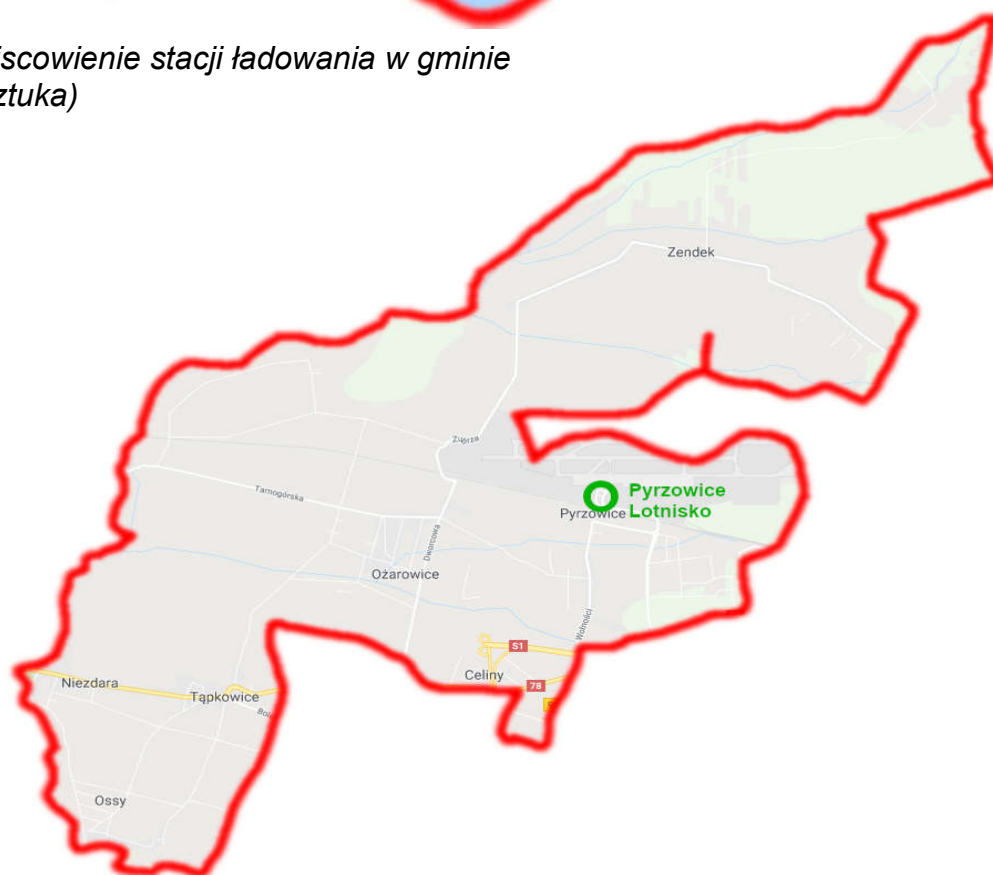 scowienie stacji ładowania w gminie
ztuka)
Zendek
Tarnogórska
Pyrzowice
Lotnisko
Pyrzowice
Dworcowa
Ożarowice
Wolności
S1
Celiny
78
Niezdara
Tąpkowice
Ossy